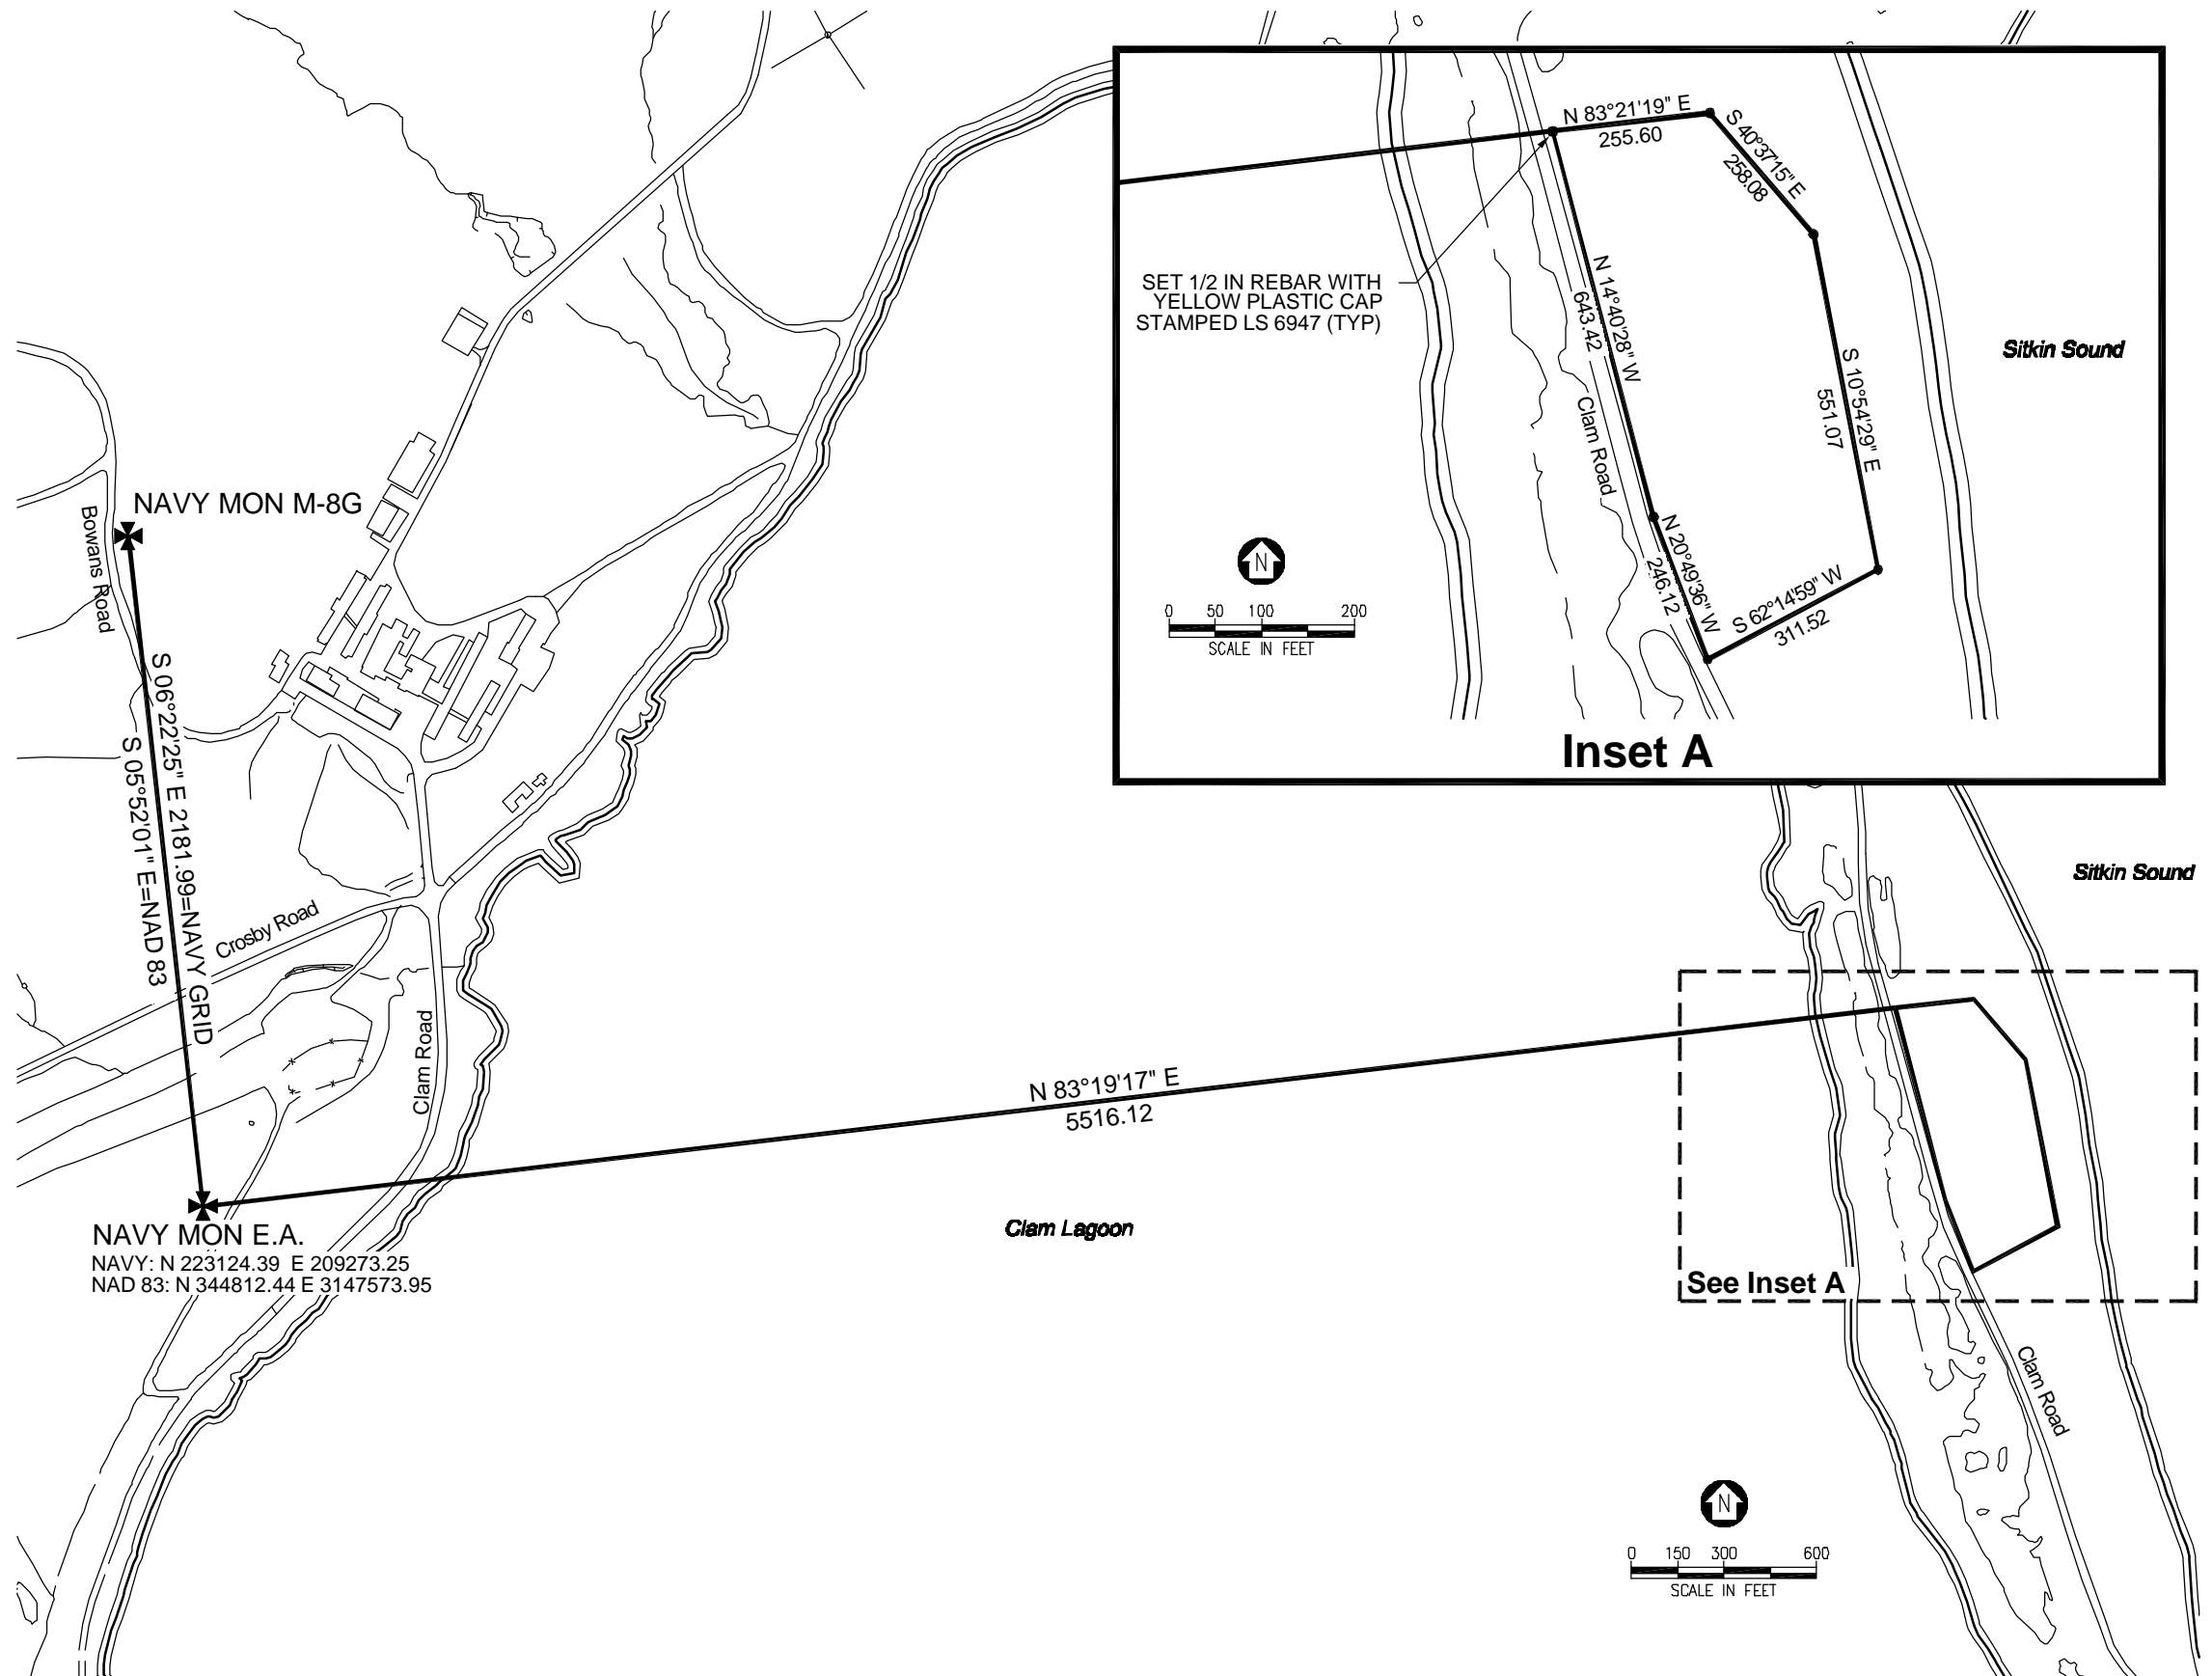 N 83°21'19" E
255.60
S 40°37'15" E
258.08
SET 1/2 IN REBAR WITH
YELLOW PLASTIC CAP
STAMPED LS 6947 (TYP)
N 14°40'28" W
643.42
Clam Road
S 10°54'29" E
551.07
Sitkin Sound
N 20°49'36" W
246.12
S 62°14'59" W
311.52
N
0 50 100 200
SCALE IN FEET
Inset A
NAVY MON M-8G
Bowans Road
S 06°22'25" E 2181.99=NAVY GRID
S 05°52'01" E=NAD 83
Crosby Road
Clam Road
Sitkin Sound
N 83°19'17" E
5516.12
NAVY MON E.A.
NAVY: N 223124.39 E 209273.25
NAD 83: N 344812.44 E 3147573.95
Clam Lagoon
See Inset A
Clam Road
N
0 150 300 600
SCALE IN FEET